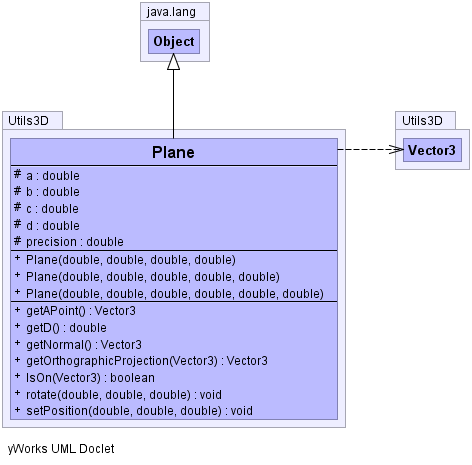 java.lang
Object
Utils3D
Utils3D
Plane
Vector3
# a : double
# b : double
# c : double
# d : double
# precision : double
+ Plane(double, double, double, double)
+ Plane(double, double, double, double, double)
+ Plane(double, double, double, double, double, double)
+ getAPoint() : Vector3
+ getD() : double
+ getNormal() : Vector3
+ getOrthographicProjection(Vector3) : Vector3
+ IsOn(Vector3) : boolean
+ rotate(double, double, double) : void
+ setPosition(double, double, double) : void
yWorks UML Doclet